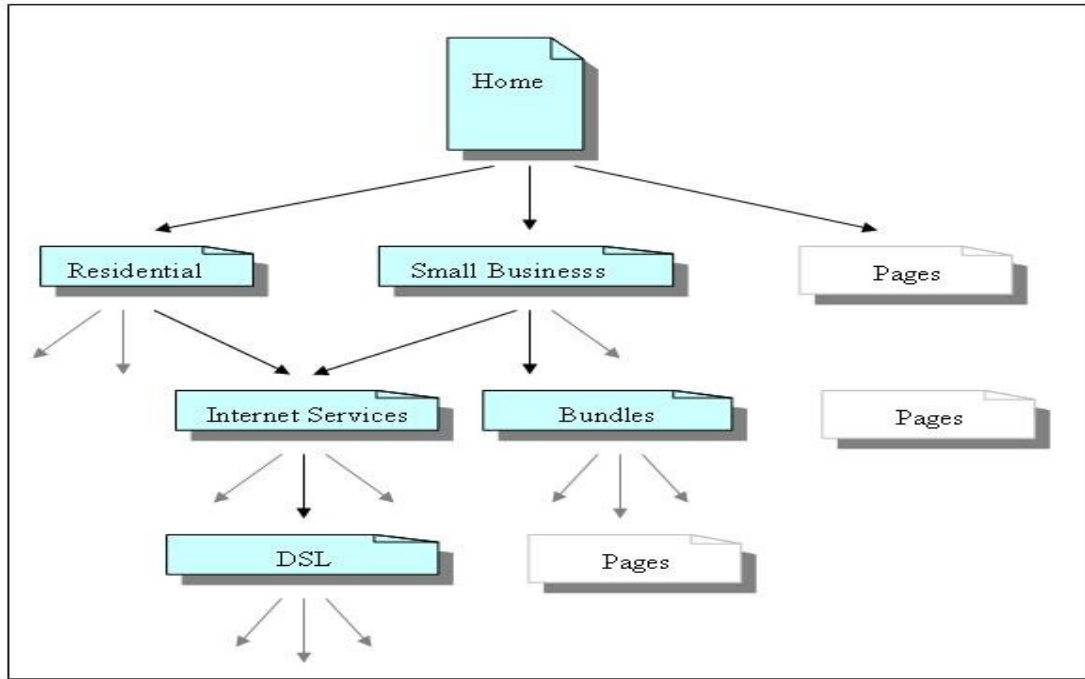 Home
Residential
Small Businesss
Pages
Internet Services
Bundles
Pages
DSL
Pages